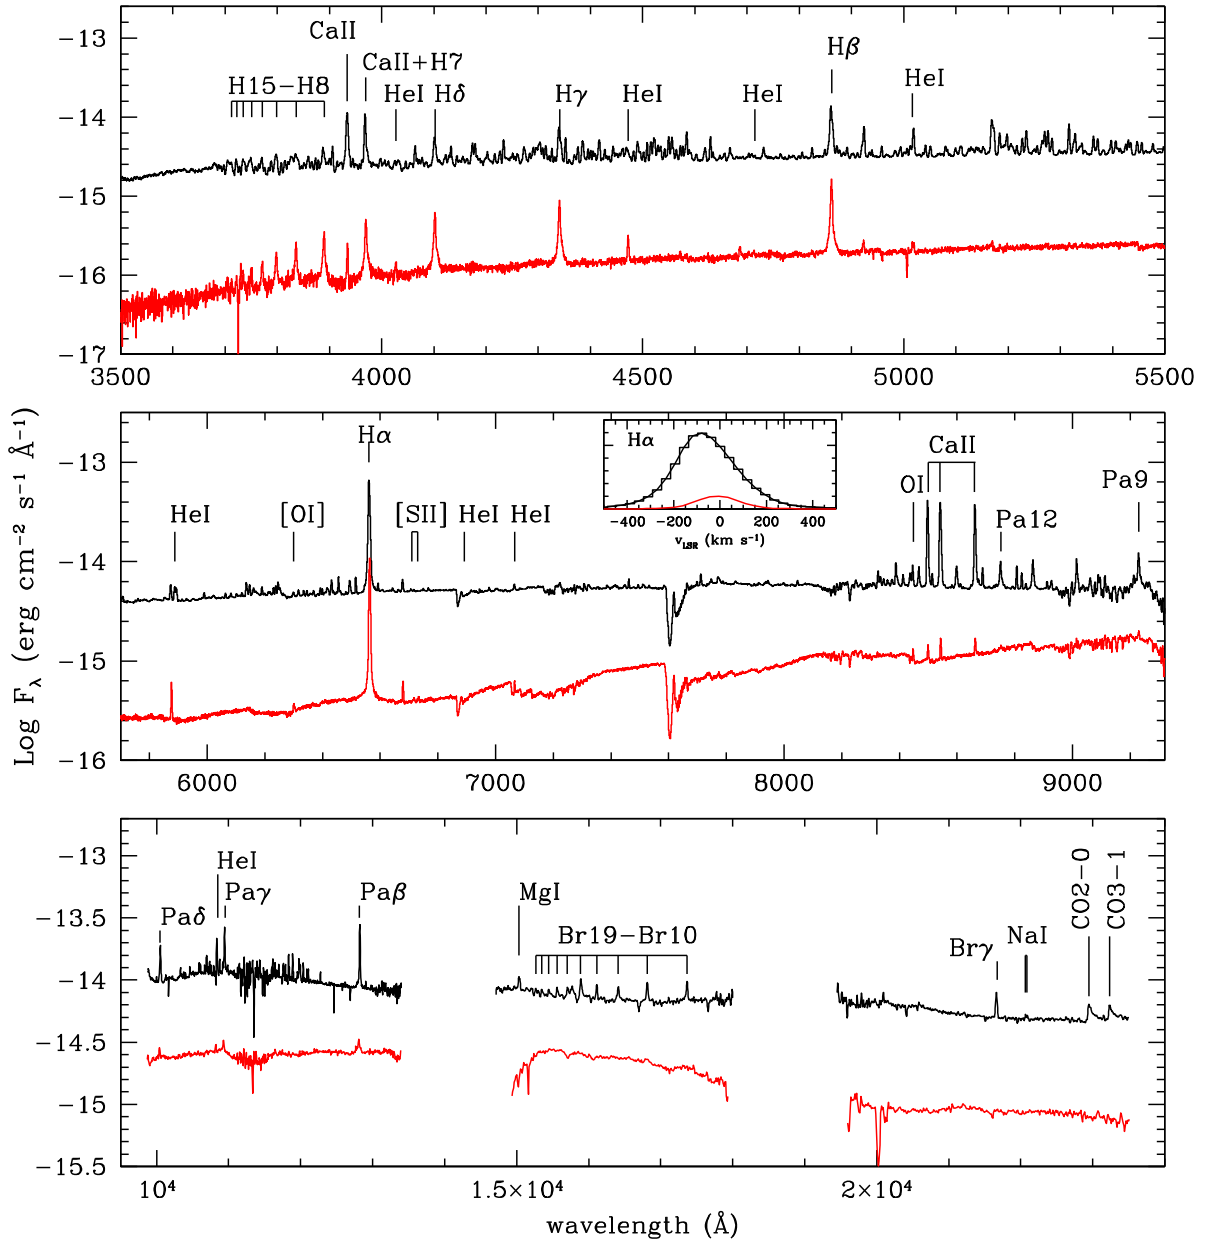 −13
−14
−15
−16
−17
CaII
CaII+H7
H15−H8
HeI
Hδ
Hγ
HeI
HeI
Hβ
HeI
3500
4000
4500
5000
5500
Log F_λ (erg cm⁻² s⁻¹ Å⁻¹)
−13
−14
−15
−16
HeI
[OI]
Hα
[SII]
HeI
HeI
Hα
−400
−200
0
200
400
v_LSR (km s⁻¹)
OI
CaII
Pa12
Pa9
6000
7000
8000
9000
−13
−13.5
−14
−14.5
−15
−15.5
Paδ
HeI
Paγ
Paβ
MgI
Br19−Br10
Brγ
NaI
CO2−0
CO3−1
10⁴
1.5×10⁴
2×10⁴
wavelength (Å)